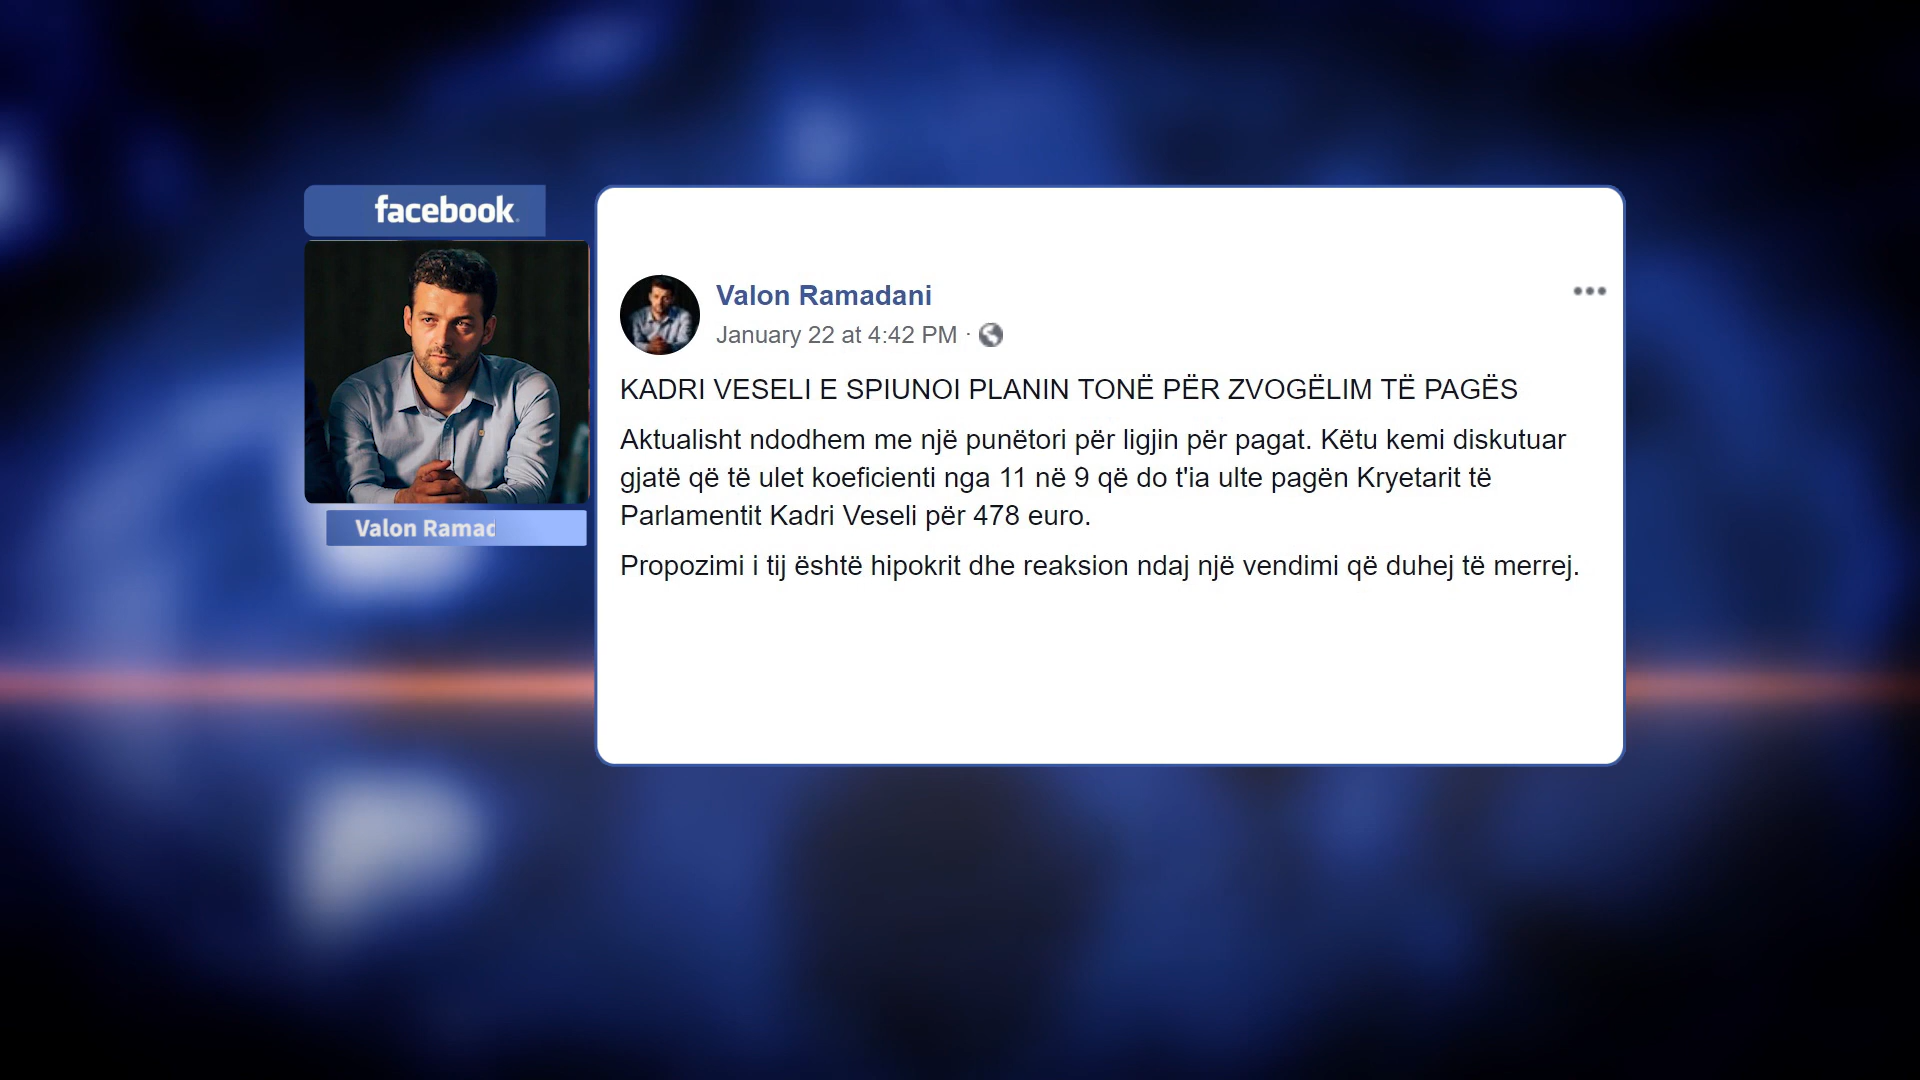 facebook
Valon Ramad
Valon Ramadani
January 22 at 4:42 PM ·
KADRI VESELI E SPIUNOI PLANIN TONË PËR ZVOGËLIM TË PAGËS
Aktualisht ndodhem me një punëtori për ligjin për pagat. Këtu kemi diskutuar
gjatë që të ulet koeficienti nga 11 në 9 që do t'ia ulte pagën Kryetarit të
Parlamentit Kadri Veseli për 478 euro.
Propozimi i tij është hipokrit dhe reaksion ndaj një vendimi që duhej të merrej.